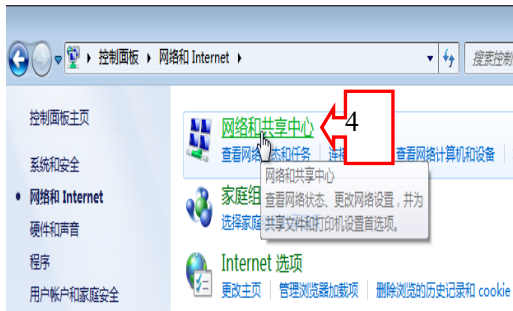 控制面板 ▸ 网络和 Internet ▸
搜索控制
控制面板主页
系统和安全
网络和 Internet
硬件和声音
程序
用户帐户和家庭安全
网络和共享中心
4
查看网络状态和任务
查看网络计算机和设备
网络和共享中心
查看网络状态、更改网络设置，并为
共享文件和打印机设置首选项。
家庭组
选择家庭
Internet 选项
更改主页 | 管理浏览器加载项 | 删除浏览的历史记录和 cookie